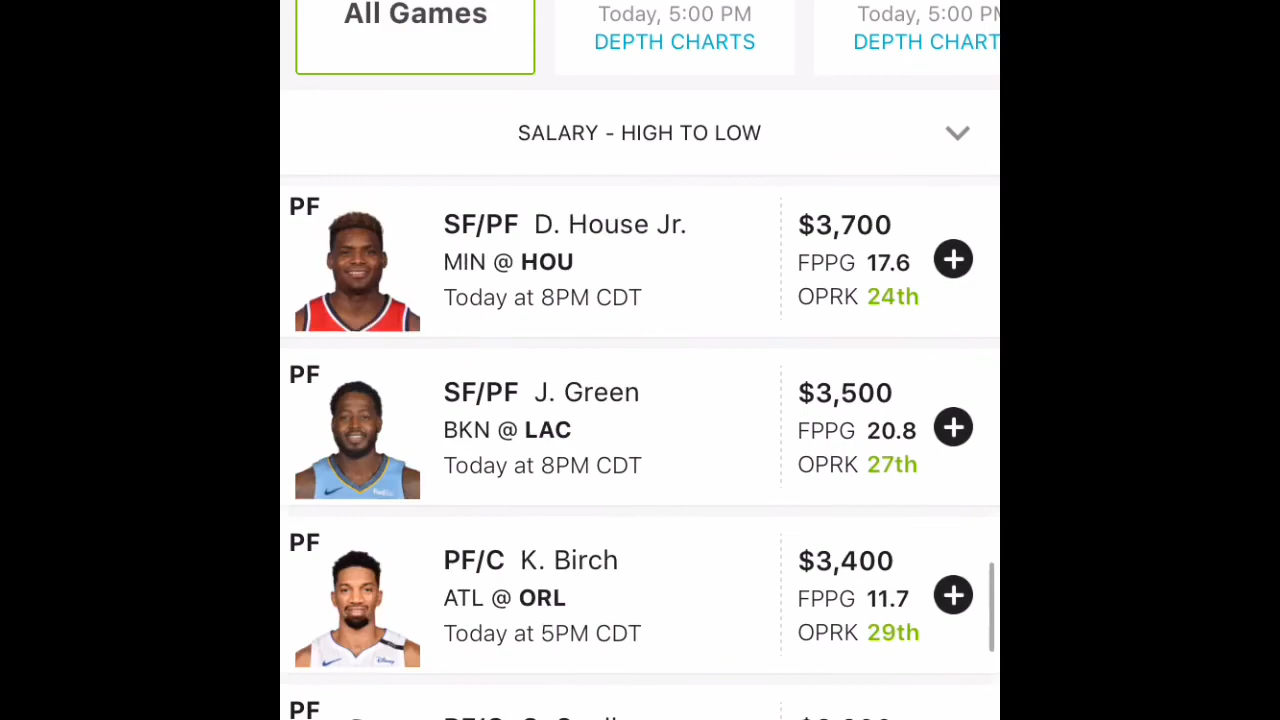 All Games
Today, 5:00 PM
DEPTH CHARTS
Today, 5:00 PM
DEPTH CHART
SALARY - HIGH TO LOW
PF
SF/PF D. House Jr.
MIN @ HOU
Today at 8PM CDT
$3,700
FPPG 17.6
OPRK 24th
PF
SF/PF J. Green
BKN @ LAC
Today at 8PM CDT
$3,500
FPPG 20.8
OPRK 27th
PF
PF/C K. Birch
ATL @ ORL
Today at 5PM CDT
$3,400
FPPG 11.7
OPRK 29th
PF